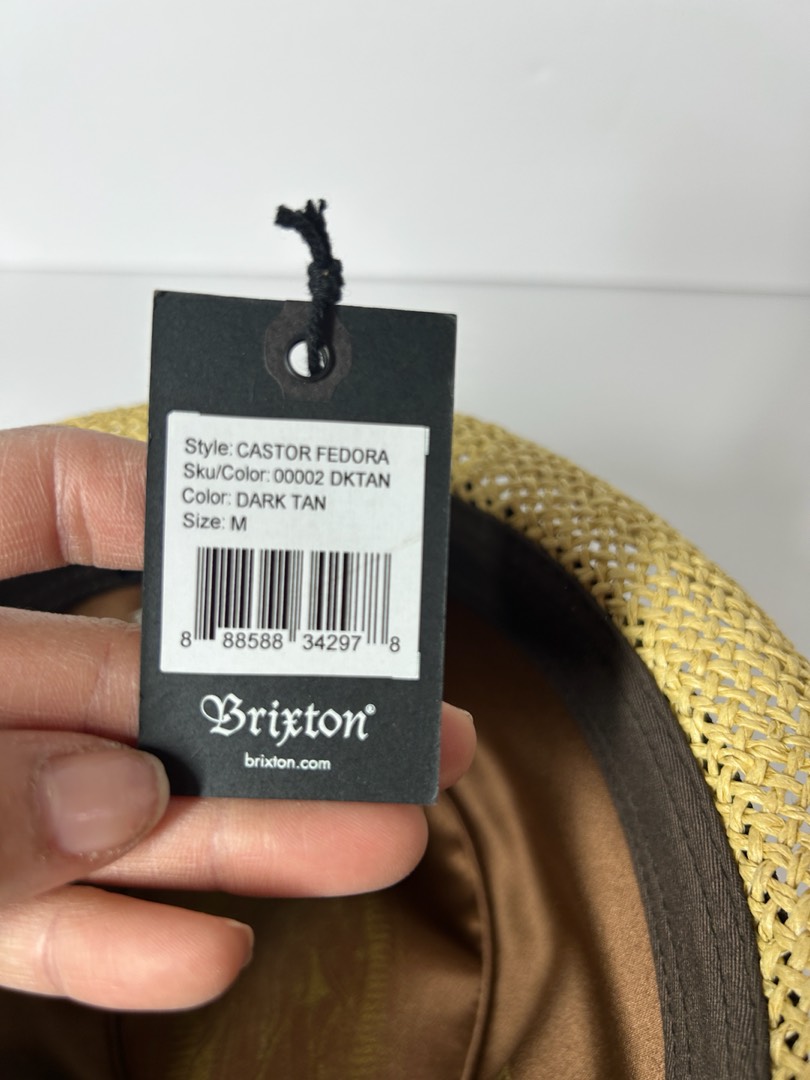 Style: CASTOR FEDORA
Sku/Color: 00002 DKTAN
Color: DARK TAN
Size: M
8 88588 34297 8
Brixton®
brixton.com